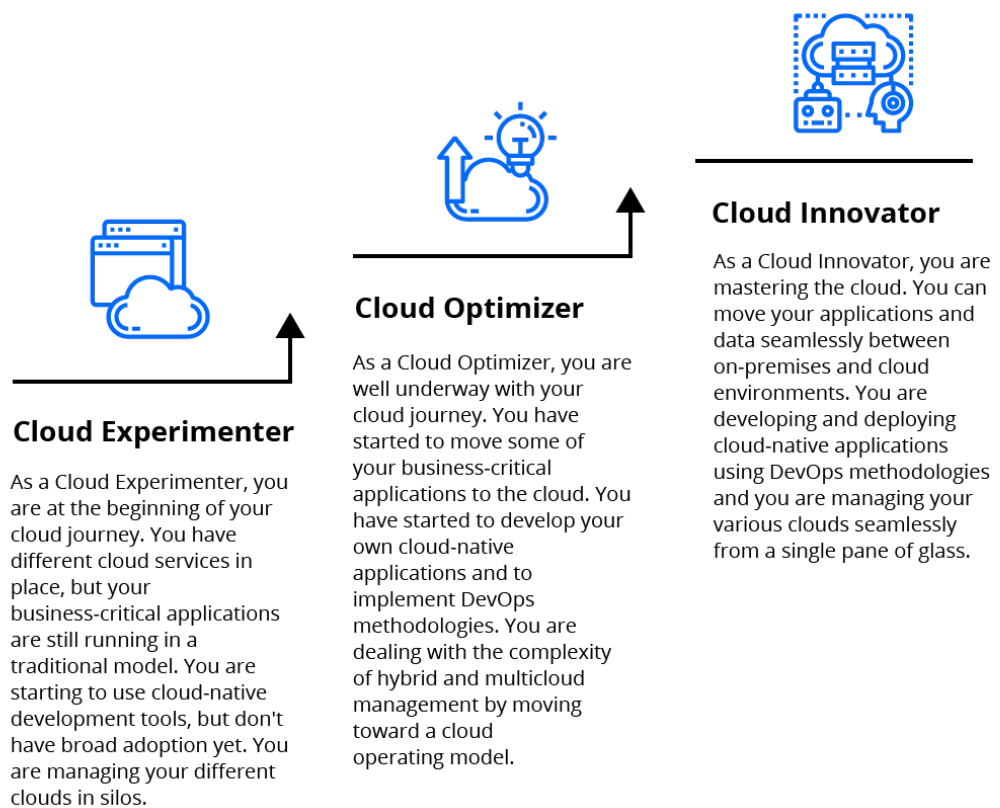 Cloud Experimenter
As a Cloud Experimenter, you
are at the beginning of your
cloud journey. You have
different cloud services in
place, but your
business-critical applications
are still running in a
traditional model. You are
starting to use cloud-native
development tools, but don't
have broad adoption yet. You
are managing your different
clouds in silos.
Cloud Optimizer
As a Cloud Optimizer, you are
well underway with your
cloud journey. You have
started to move some of
your business-critical
applications to the cloud. You
have started to develop your
own cloud-native
applications and to
implement DevOps
methodologies. You are
dealing with the complexity
of hybrid and multicloud
management by moving
toward a cloud
operating model.
Cloud Innovator
As a Cloud Innovator, you are
mastering the cloud. You can
move your applications and
data seamlessly between
on-premises and cloud
environments. You are
developing and deploying
cloud-native applications
using DevOps methodologies
and you are managing your
various clouds seamlessly
from a single pane of glass.